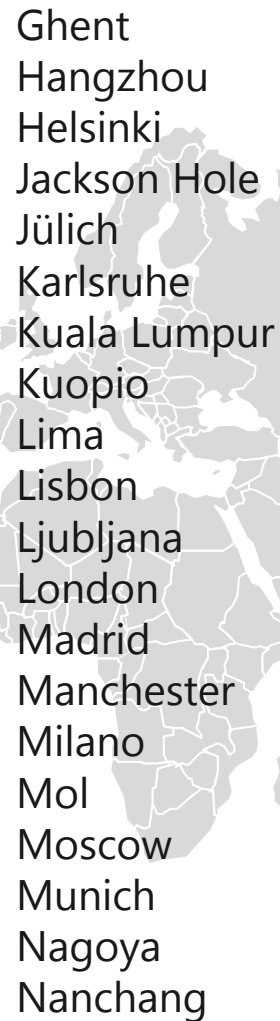 Ghent
Hangzhou
Helsinki
Jackson Hole
Jülich
Karlsruhe
Kuala Lumpur
Kuopio
Lima
Lisbon
Ljubljana
London
Madrid
Manchester
Milano
Mol
Moscow
Munich
Nagoya
Nanchang